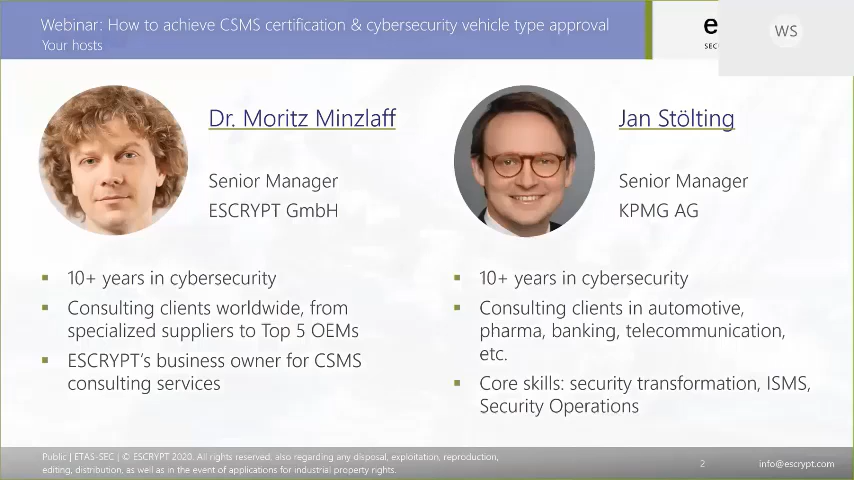 Webinar: How to achieve CSMS certification & cybersecurity vehicle type approval
Your hosts
WS
Dr. Moritz Minzlaff
Senior Manager
ESCRYPT GmbH
10+ years in cybersecurity
Consulting clients worldwide, from
specialized suppliers to Top 5 OEMs
ESCRYPT's business owner for CSMS
consulting services
Jan Stölting
Senior Manager
KPMG AG
10+ years in cybersecurity
Consulting clients in automotive,
pharma, banking, telecommunication,
etc.
Core skills: security transformation, ISMS,
Security Operations
Public | ETAS-SEC | © ESCRYPT 2020. All rights reserved, also regarding any disposal, exploitation, reproduction,
editing, distribution, as well as in the event of applications for industrial property rights.
2
info@escrypt.com